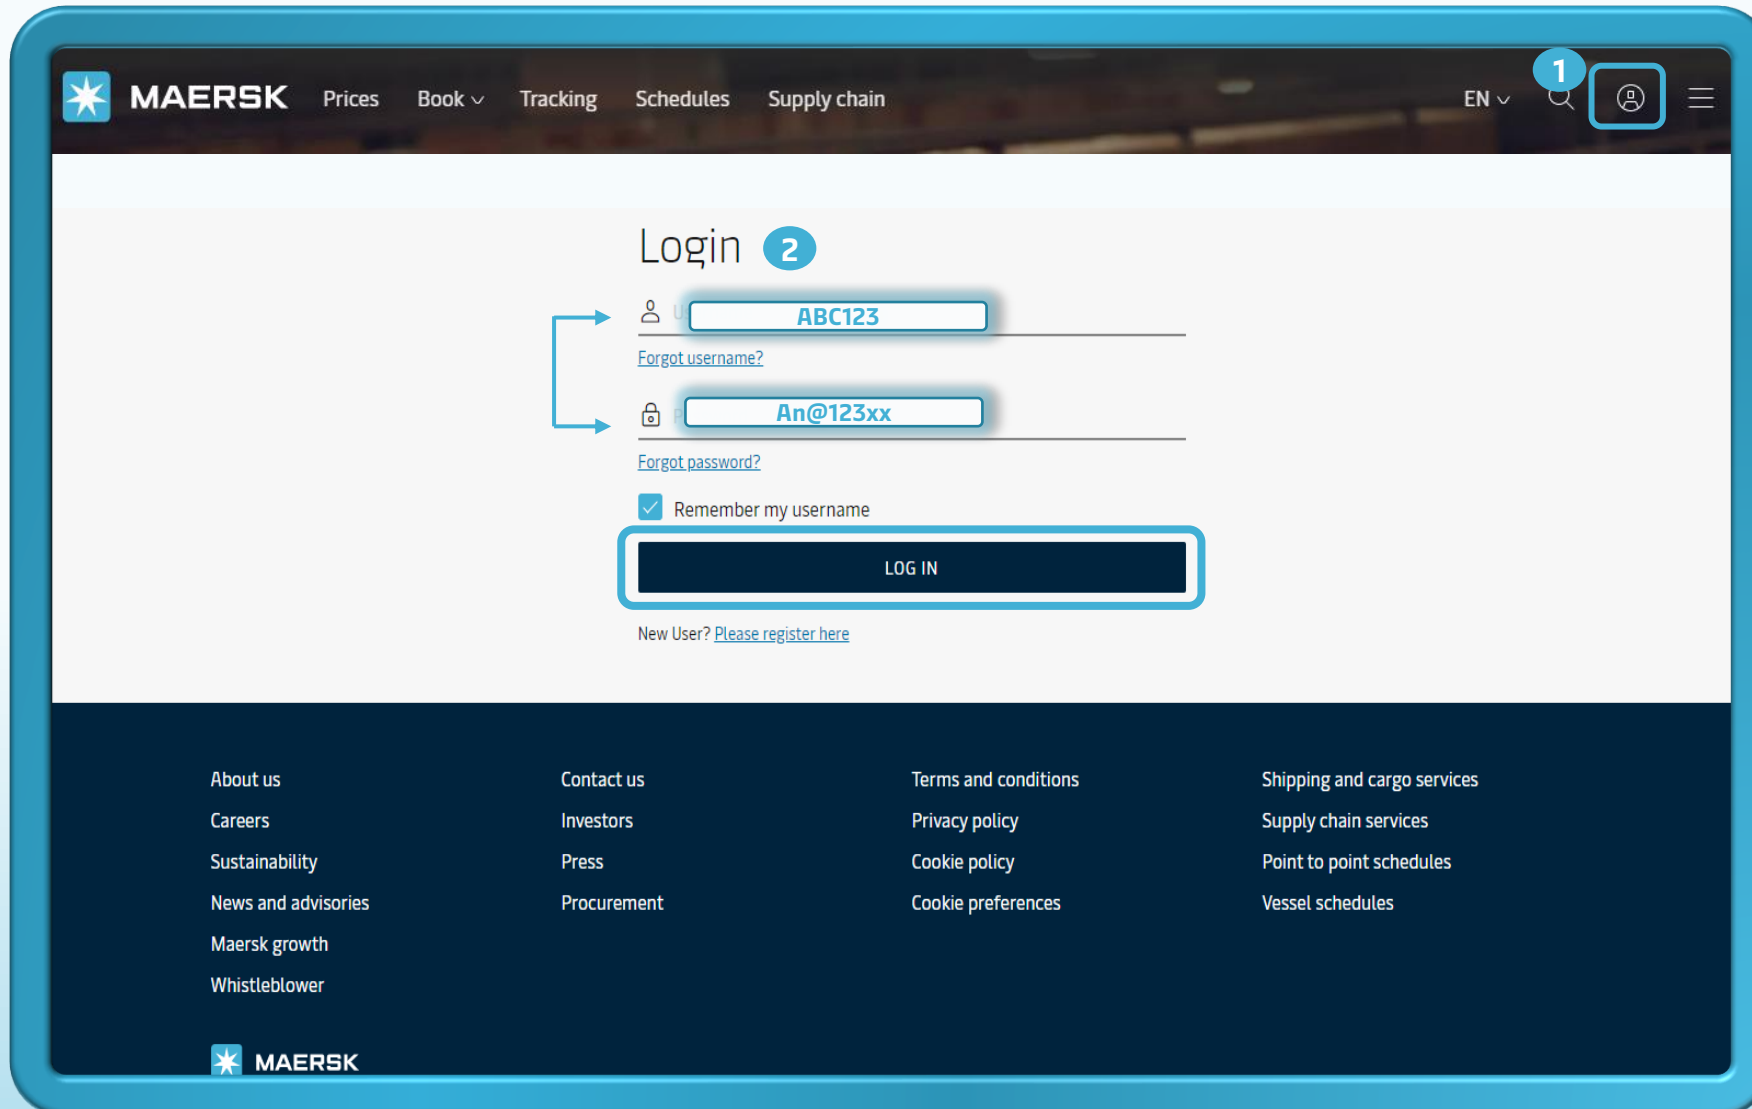 1
MAERSK Prices Book Tracking Schedules Supply chain EN
Login 2
ABC123
Forgot username?
An@123xx
Forgot password?
Remember my username
LOG IN
New User? Please register here
About us Contact us Terms and conditions Shipping and cargo services
Careers Investors Privacy policy Supply chain services
Sustainability Press Cookie policy Point to point schedules
News and advisories Procurement Cookie preferences Vessel schedules
Maersk growth
Whistleblower
MAERSK